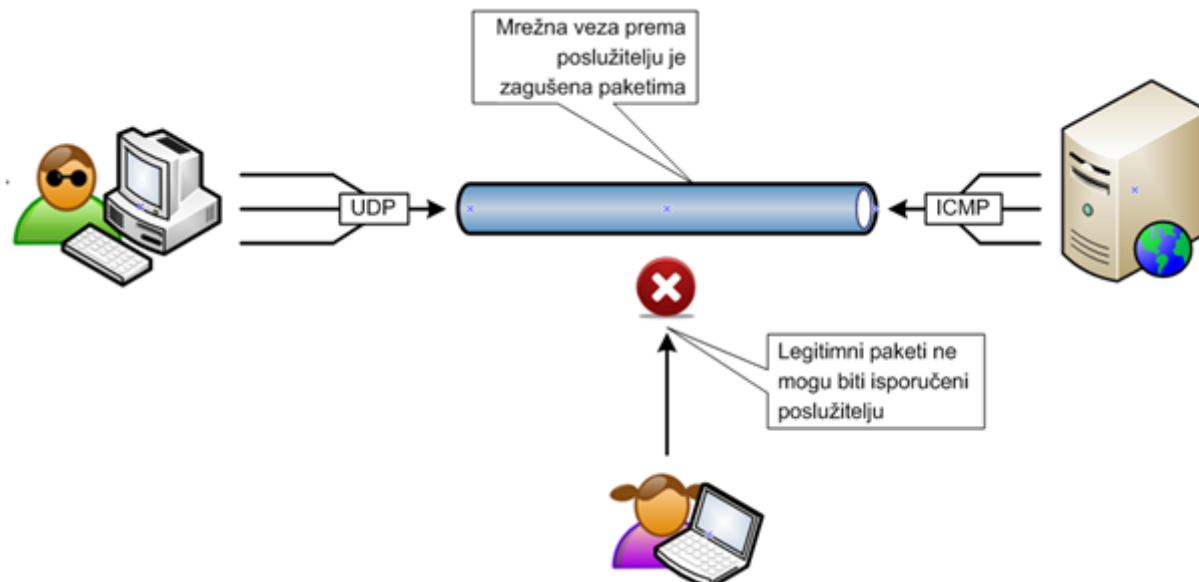 Mrežna veza prema
poslužitelju je
zagušena paketima
UDP
ICMP
Legitimni paketi ne
mogu biti isporučeni
poslužitelju